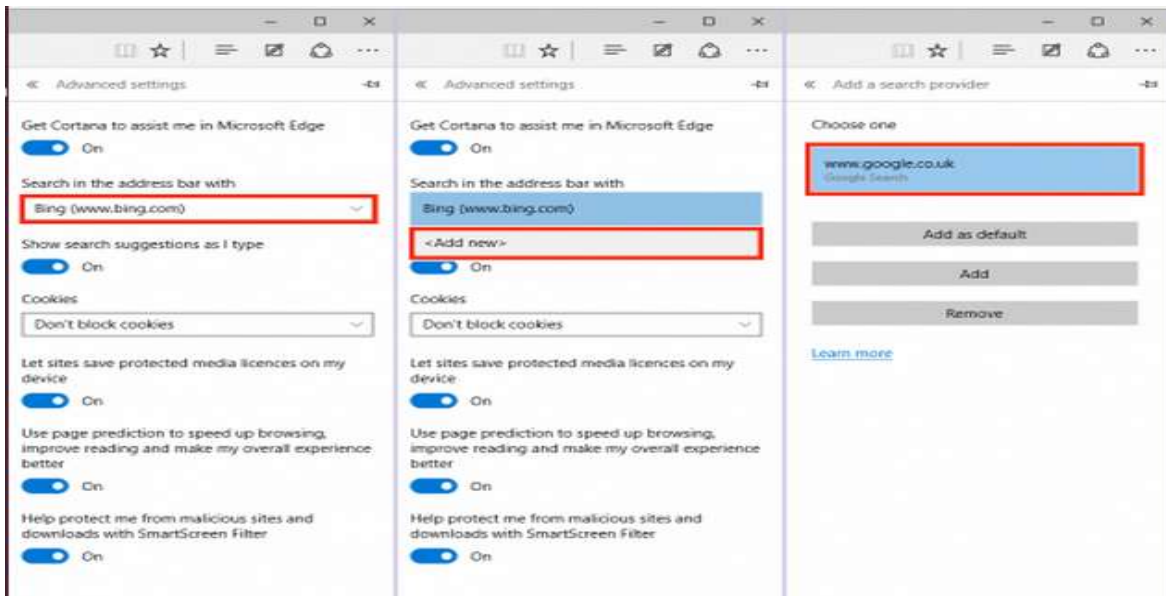 Advanced settings
Get Cortana to assist me in Microsoft Edge
On
Search in the address bar with
Bing (www.bing.com)
Show search suggestions as I type
On
Cookies
Don't block cookies
Let sites save protected media licences on my
device
On
Use page prediction to speed up browsing,
improve reading and make my overall experience
better
On
Help protect me from malicious sites and
downloads with SmartScreen Filter
On
Advanced settings
Get Cortana to assist me in Microsoft Edge
On
Search in the address bar with
Bing (www.bing.com)
<Add new>
On
Cookies
Don't block cookies
Let sites save protected media licences on my
device
On
Use page prediction to speed up browsing,
improve reading and make my overall experience
better
On
Help protect me from malicious sites and
downloads with SmartScreen Filter
On
Add a search provider
Choose one
www.google.co.uk
Google Search
Add as default
Add
Remove
Learn more